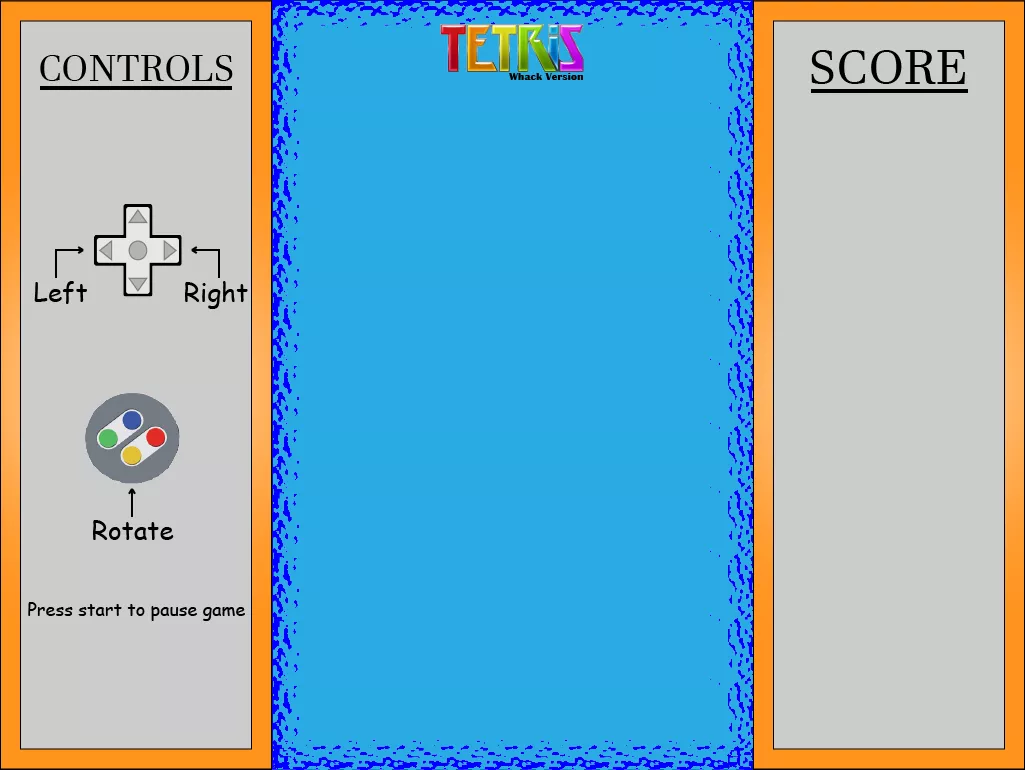 CONTROLS
Left
Right
Rotate
Press start to pause game
TETRiS
Whack Version
SCORE